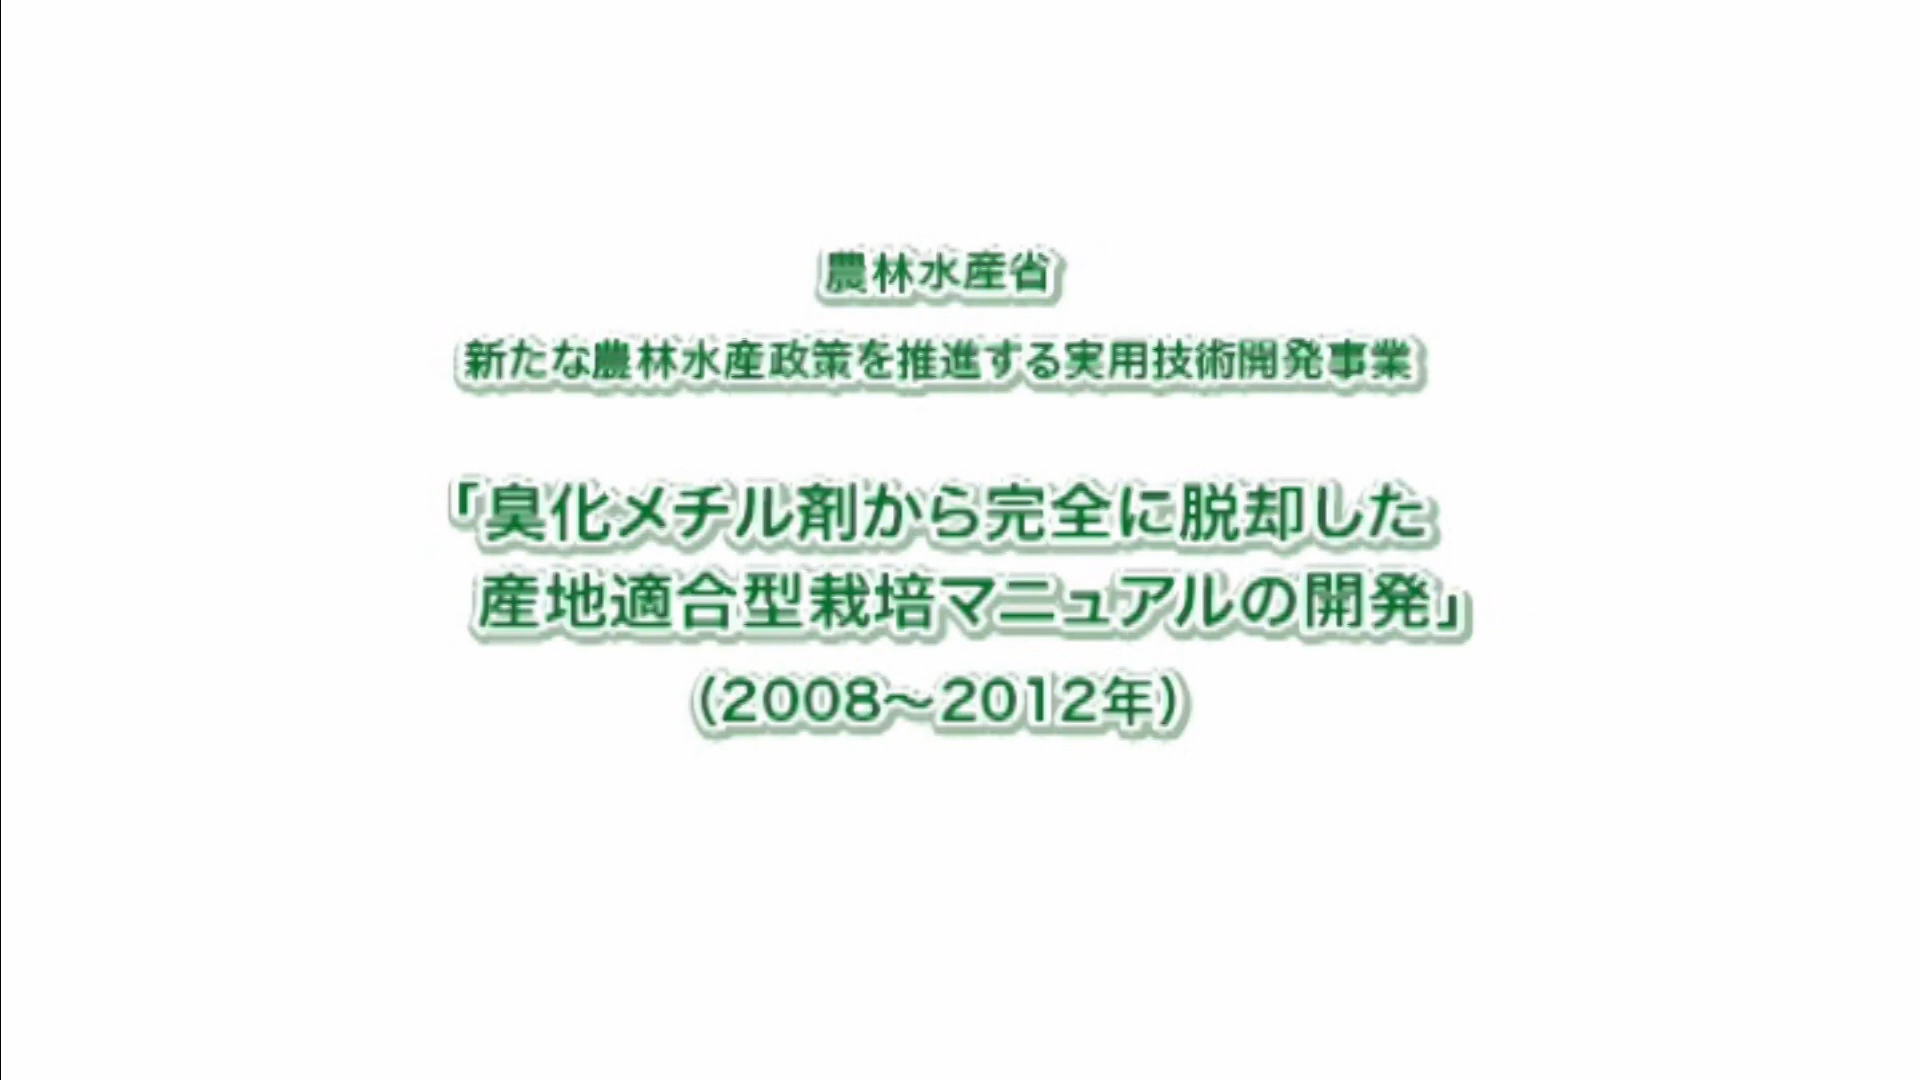 農林水産省
新たな農林水産政策を推進する実用技術開発事業
「臭化メチル剤から完全に脱却した
産地適合型栽培マニュアルの開発」
(2008～2012年)